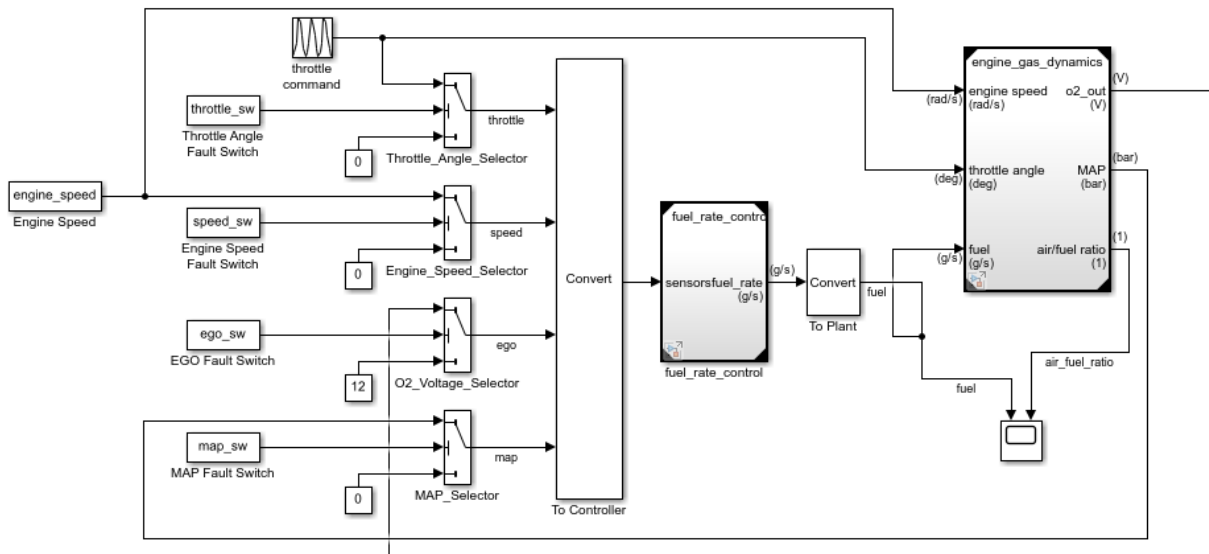 throttle
command
throttle_sw
Throttle Angle
Fault Switch
0
Throttle_Angle_Selector
throttle
engine_speed
Engine Speed
speed_sw
Engine Speed
Fault Switch
0
Engine_Speed_Selector
speed
ego_sw
EGO Fault Switch
12
O2_Voltage_Selector
ego
map_sw
MAP Fault Switch
0
MAP_Selector
map
Convert
To Controller
fuel_rate_control
sensors
fuel_rate
(g/s)
fuel_rate_control
(g/s)
Convert
To Plant
fuel
engine_gas_dynamics
(rad/s)
engine speed
(rad/s)
(deg)
throttle angle
(deg)
(g/s)
fuel
(g/s)
o2_out
(V)
(V)
MAP
(bar)
(bar)
air/fuel ratio
(1)
(1)
air_fuel_ratio
fuel